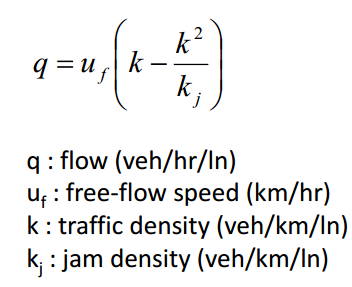 q = u_f ( k − k² / k_j )
q : flow (veh/hr/ln)
u_f : free-flow speed (km/hr)
k : traffic density (veh/km/ln)
k_j : jam density (veh/km/ln)